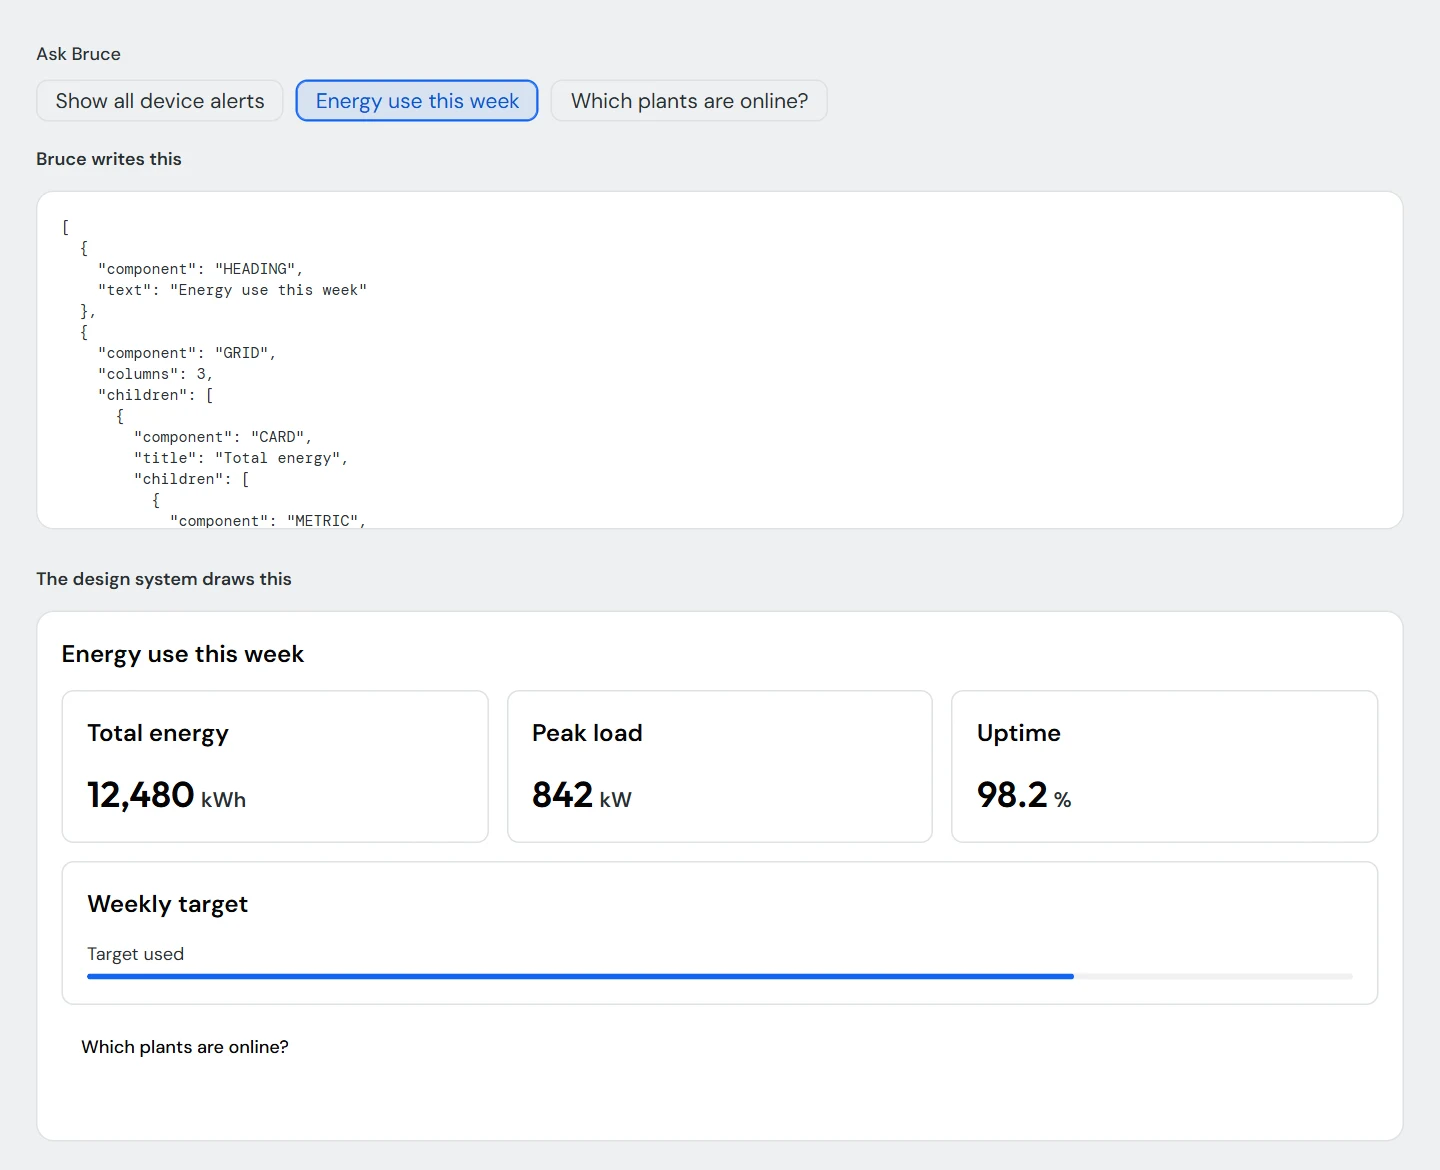 Ask Bruce
Show all device alerts
Energy use this week
Which plants are online?
Bruce writes this
[
  {
    "component": "HEADING",
    "text": "Energy use this week"
  },
  {
    "component": "GRID",
    "columns": 3,
    "children": [
      {
        "component": "CARD",
        "title": "Total energy",
        "children": [
          {
            "component": "METRIC",
The design system draws this
Energy use this week
Total energy
12,480 kWh
Peak load
842 kW
Uptime
98.2 %
Weekly target
Target used
Which plants are online?